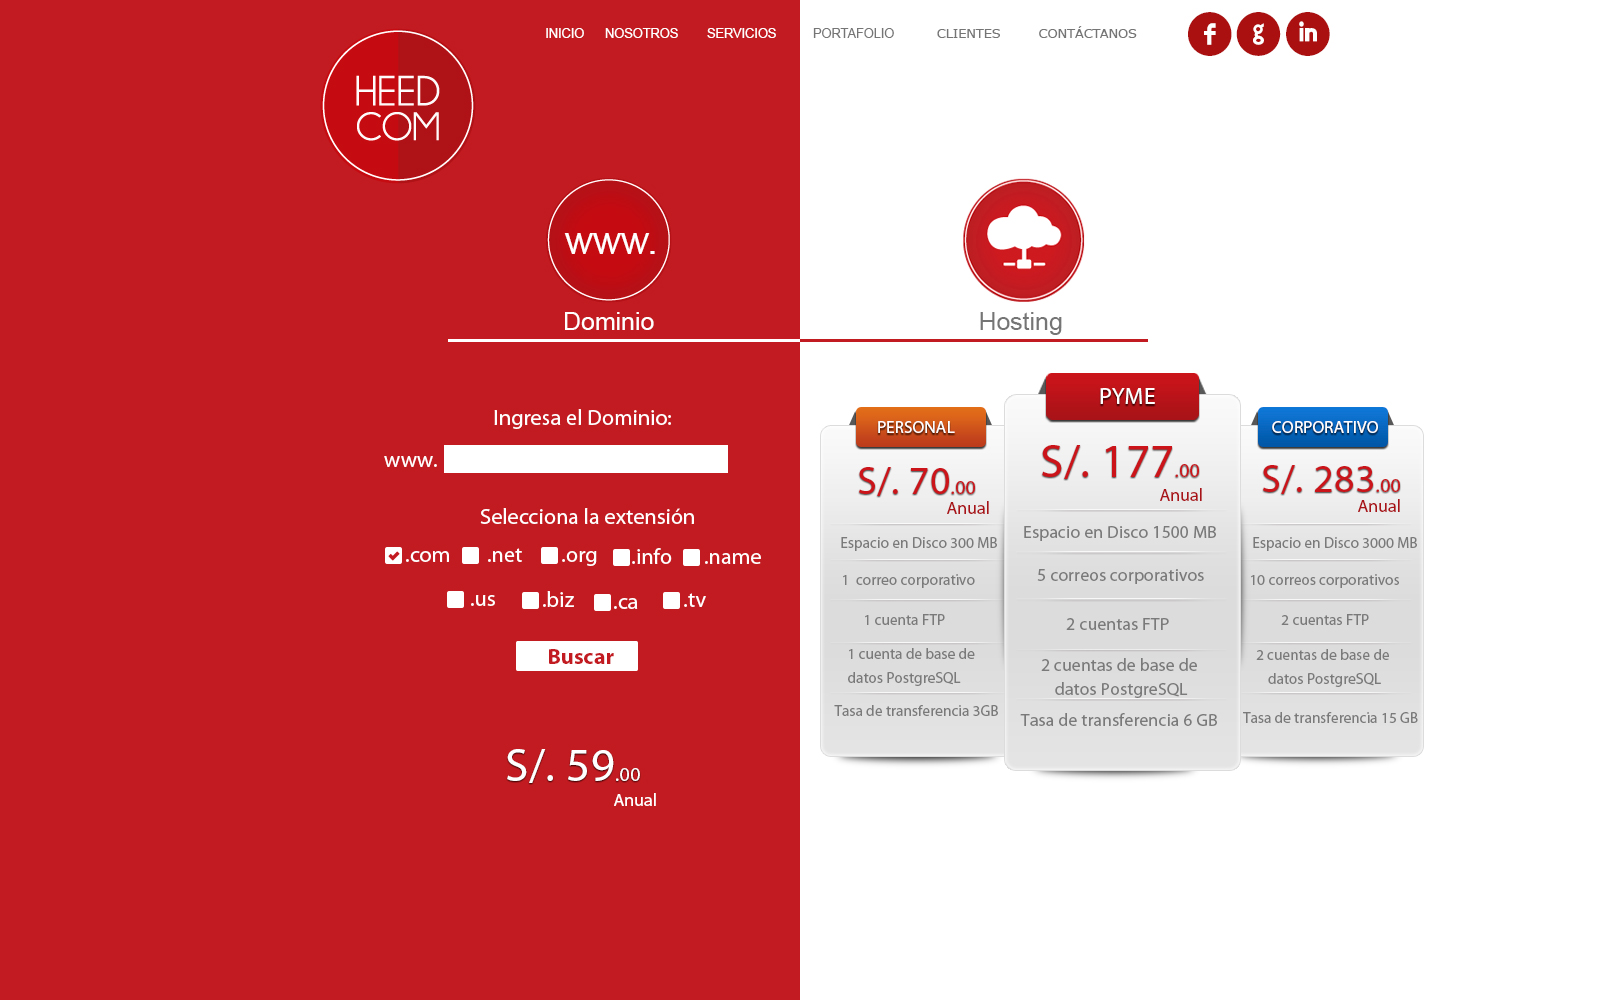 INICIO NOSOTROS SERVICIOS PORTAFOLIO CLIENTES CONTÁCTANOS
HEED
COM
www.
Dominio
Hosting
Ingresa el Dominio:
www.
Selecciona la extensión
.com .net .org .info .name
.us .biz .ca .tv
Buscar
S/. 59.00
Anual
PERSONAL
S/. 70.00
Anual
Espacio en Disco 300 MB
1 correo corporativo
1 cuenta FTP
1 cuenta de base de
datos PostgreSQL
Tasa de transferencia 3GB
PYME
S/. 177.00
Anual
Espacio en Disco 1500 MB
5 correos corporativos
2 cuentas FTP
2 cuentas de base de
datos PostgreSQL
Tasa de transferencia 6 GB
CORPORATIVO
S/. 283.00
Anual
Espacio en Disco 3000 MB
10 correos corporativos
2 cuentas FTP
2 cuentas de base de
datos PostgreSQL
Tasa de transferencia 15 GB